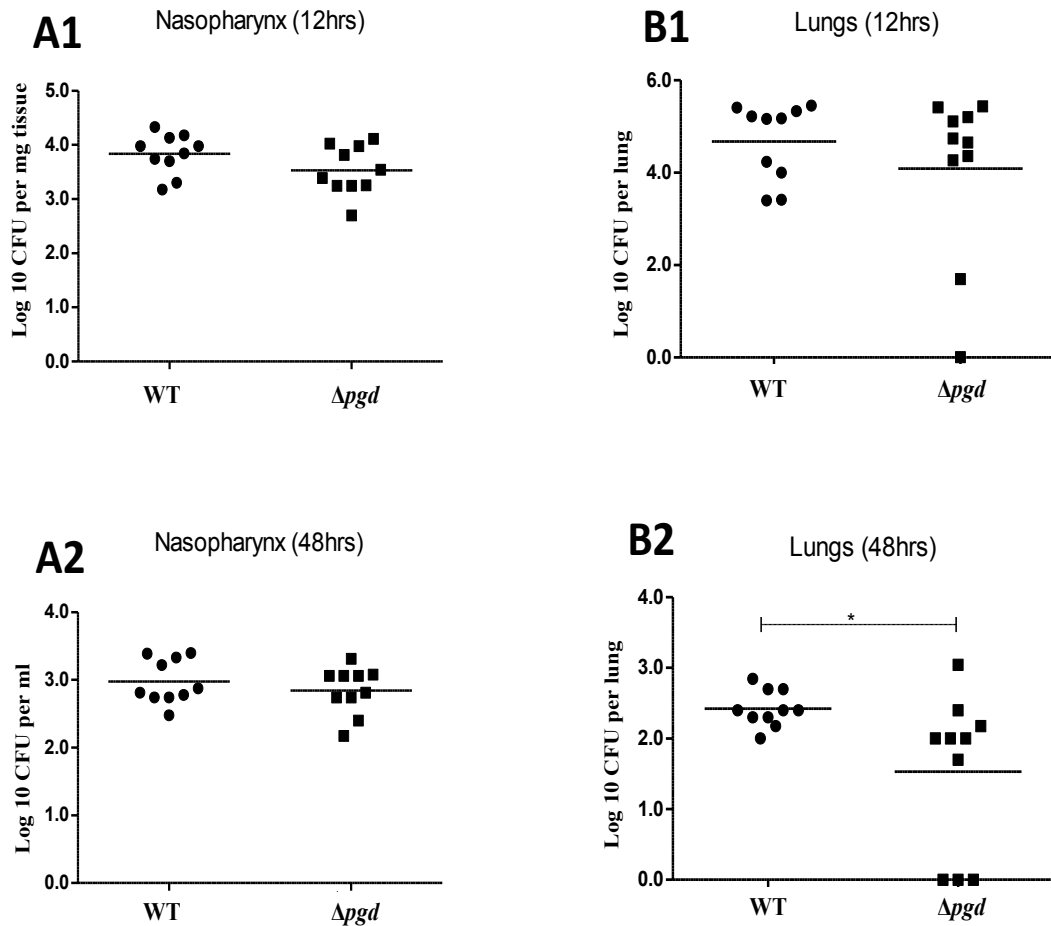 A1
Nasopharynx (12hrs)
Log 10 CFU per mg tissue
5.0
4.0
3.0
2.0
1.0
0.0
WT
Δpgd
B1
Lungs (12hrs)
Log 10 CFU per lung
6.0
4.0
2.0
0.0
WT
Δpgd
A2
Nasopharynx (48hrs)
Log 10 CFU per ml
4.0
3.0
2.0
1.0
0.0
WT
Δpgd
B2
Lungs (48hrs)
Log 10 CFU per lung
4.0
3.0
2.0
1.0
0.0
*
WT
Δpgd